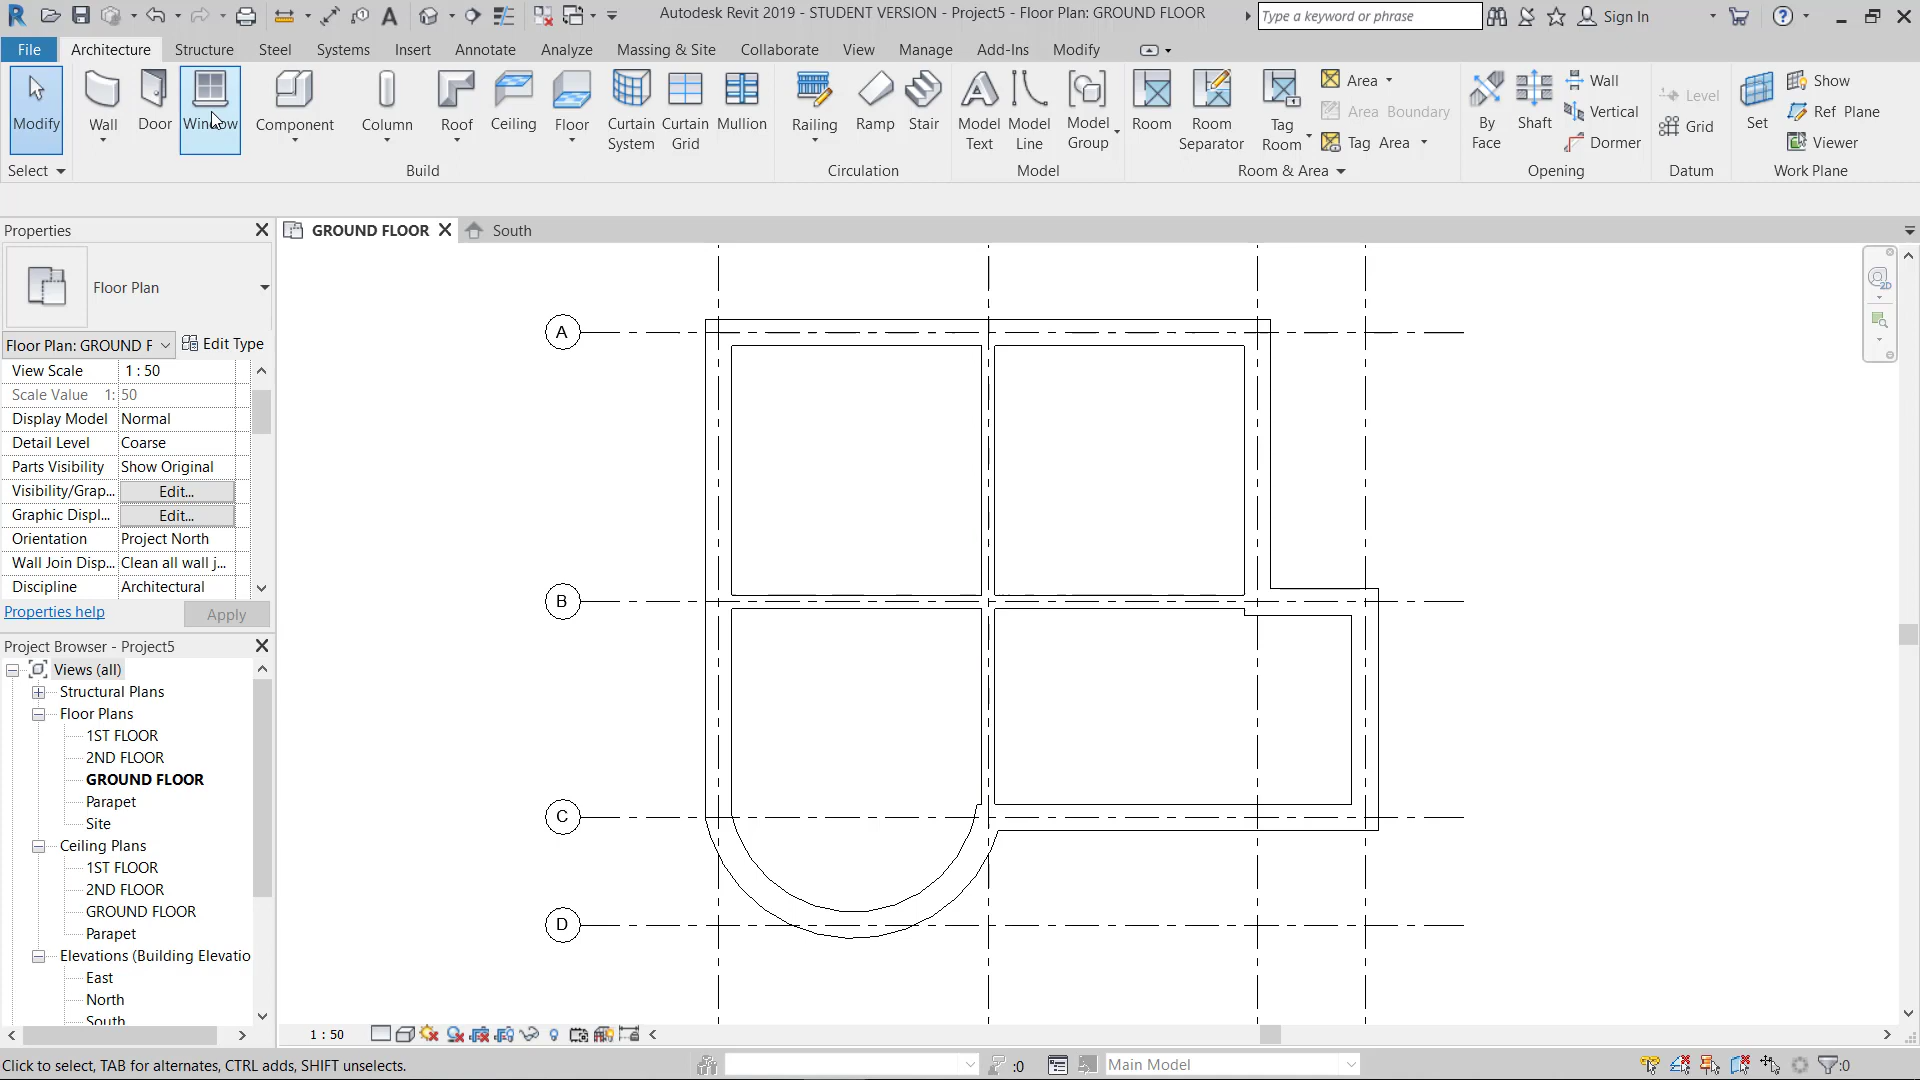 Autodesk Revit 2019 - STUDENT VERSION - Project5 - Floor Plan: GROUND FLOOR
Type a keyword or phrase
Sign In
File Architecture Structure Steel Systems Insert Annotate Analyze Massing & Site Collaborate View Manage Add-Ins Modify
Modify Wall Door Window Component Column Roof Ceiling Floor Curtain System Curtain Grid Mullion Railing Ramp Stair Model Text Model Line Model Group Room Room Separator Tag Room Area Area Boundary Tag Area By Face Shaft Wall Vertical Dormer Level Grid Set Show Ref Plane Viewer
Select Build Circulation Model Room & Area Opening Datum Work Plane
Properties
GROUND FLOOR South
Floor Plan
Floor Plan: GROUND F Edit Type
View Scale 1 : 50
Scale Value 1: 50
Display Model Normal
Detail Level Coarse
Parts Visibility Show Original
Visibility/Grap... Edit...
Graphic Displ... Edit...
Orientation Project North
Wall Join Disp... Clean all wall j...
Discipline Architectural
Properties help Apply
Project Browser - Project5
Views (all)
Structural Plans
Floor Plans
1ST FLOOR
2ND FLOOR
GROUND FLOOR
Parapet
Site
Ceiling Plans
1ST FLOOR
2ND FLOOR
GROUND FLOOR
Parapet
Elevations (Building Elevatio
East
North
South
A
B
C
D
2D
1 : 50
Click to select, TAB for alternates, CTRL adds, SHIFT unselects.
:0
Main Model
:0